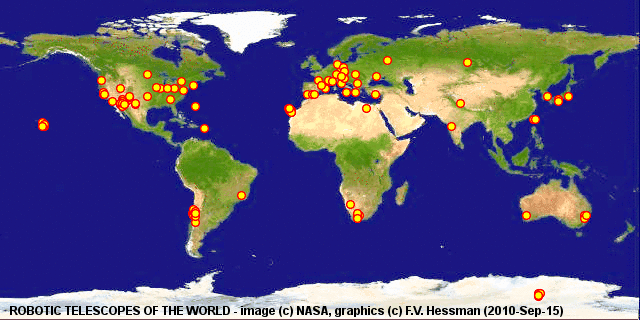 ROBOTIC TELESCOPES OF THE WORLD - image (c) NASA, graphics (c) F.V. Hessman (2010-Sep-15)